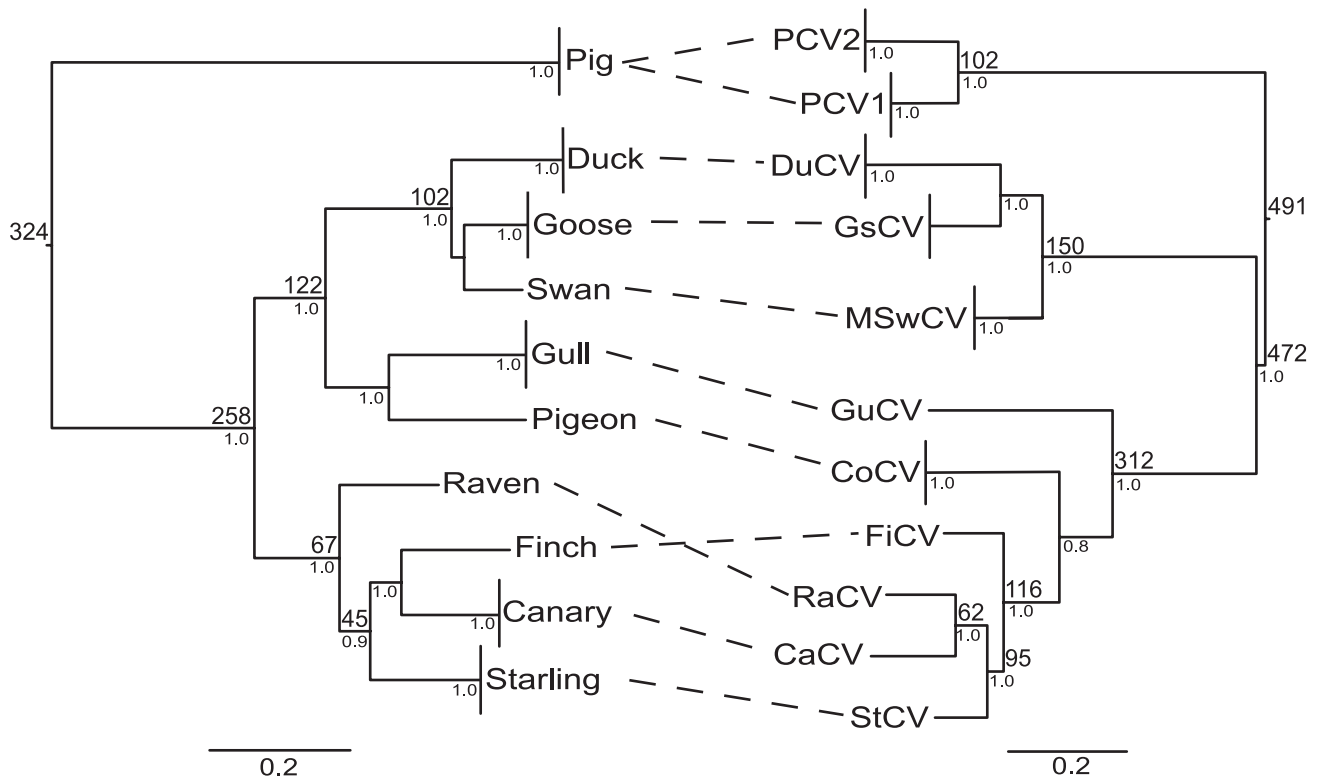 Pig
PCV2
PCV1
Duck
DuCV
Goose
GsCV
Swan
MSwCV
Gull
GuCV
Pigeon
CoCV
Raven
RaCV
Finch
FiCV
Canary
CaCV
Starling
StCV
324
258
1.0
122
1.0
102
1.0
1.0
1.0
1.0
1.0
1.0
67
1.0
45
0.9
1.0
1.0
1.0
1.0
1.0
102
1.0
1.0
1.0
150
1.0
491
472
1.0
312
1.0
1.0
0.8
116
1.0
62
1.0
95
1.0
0.2
0.2